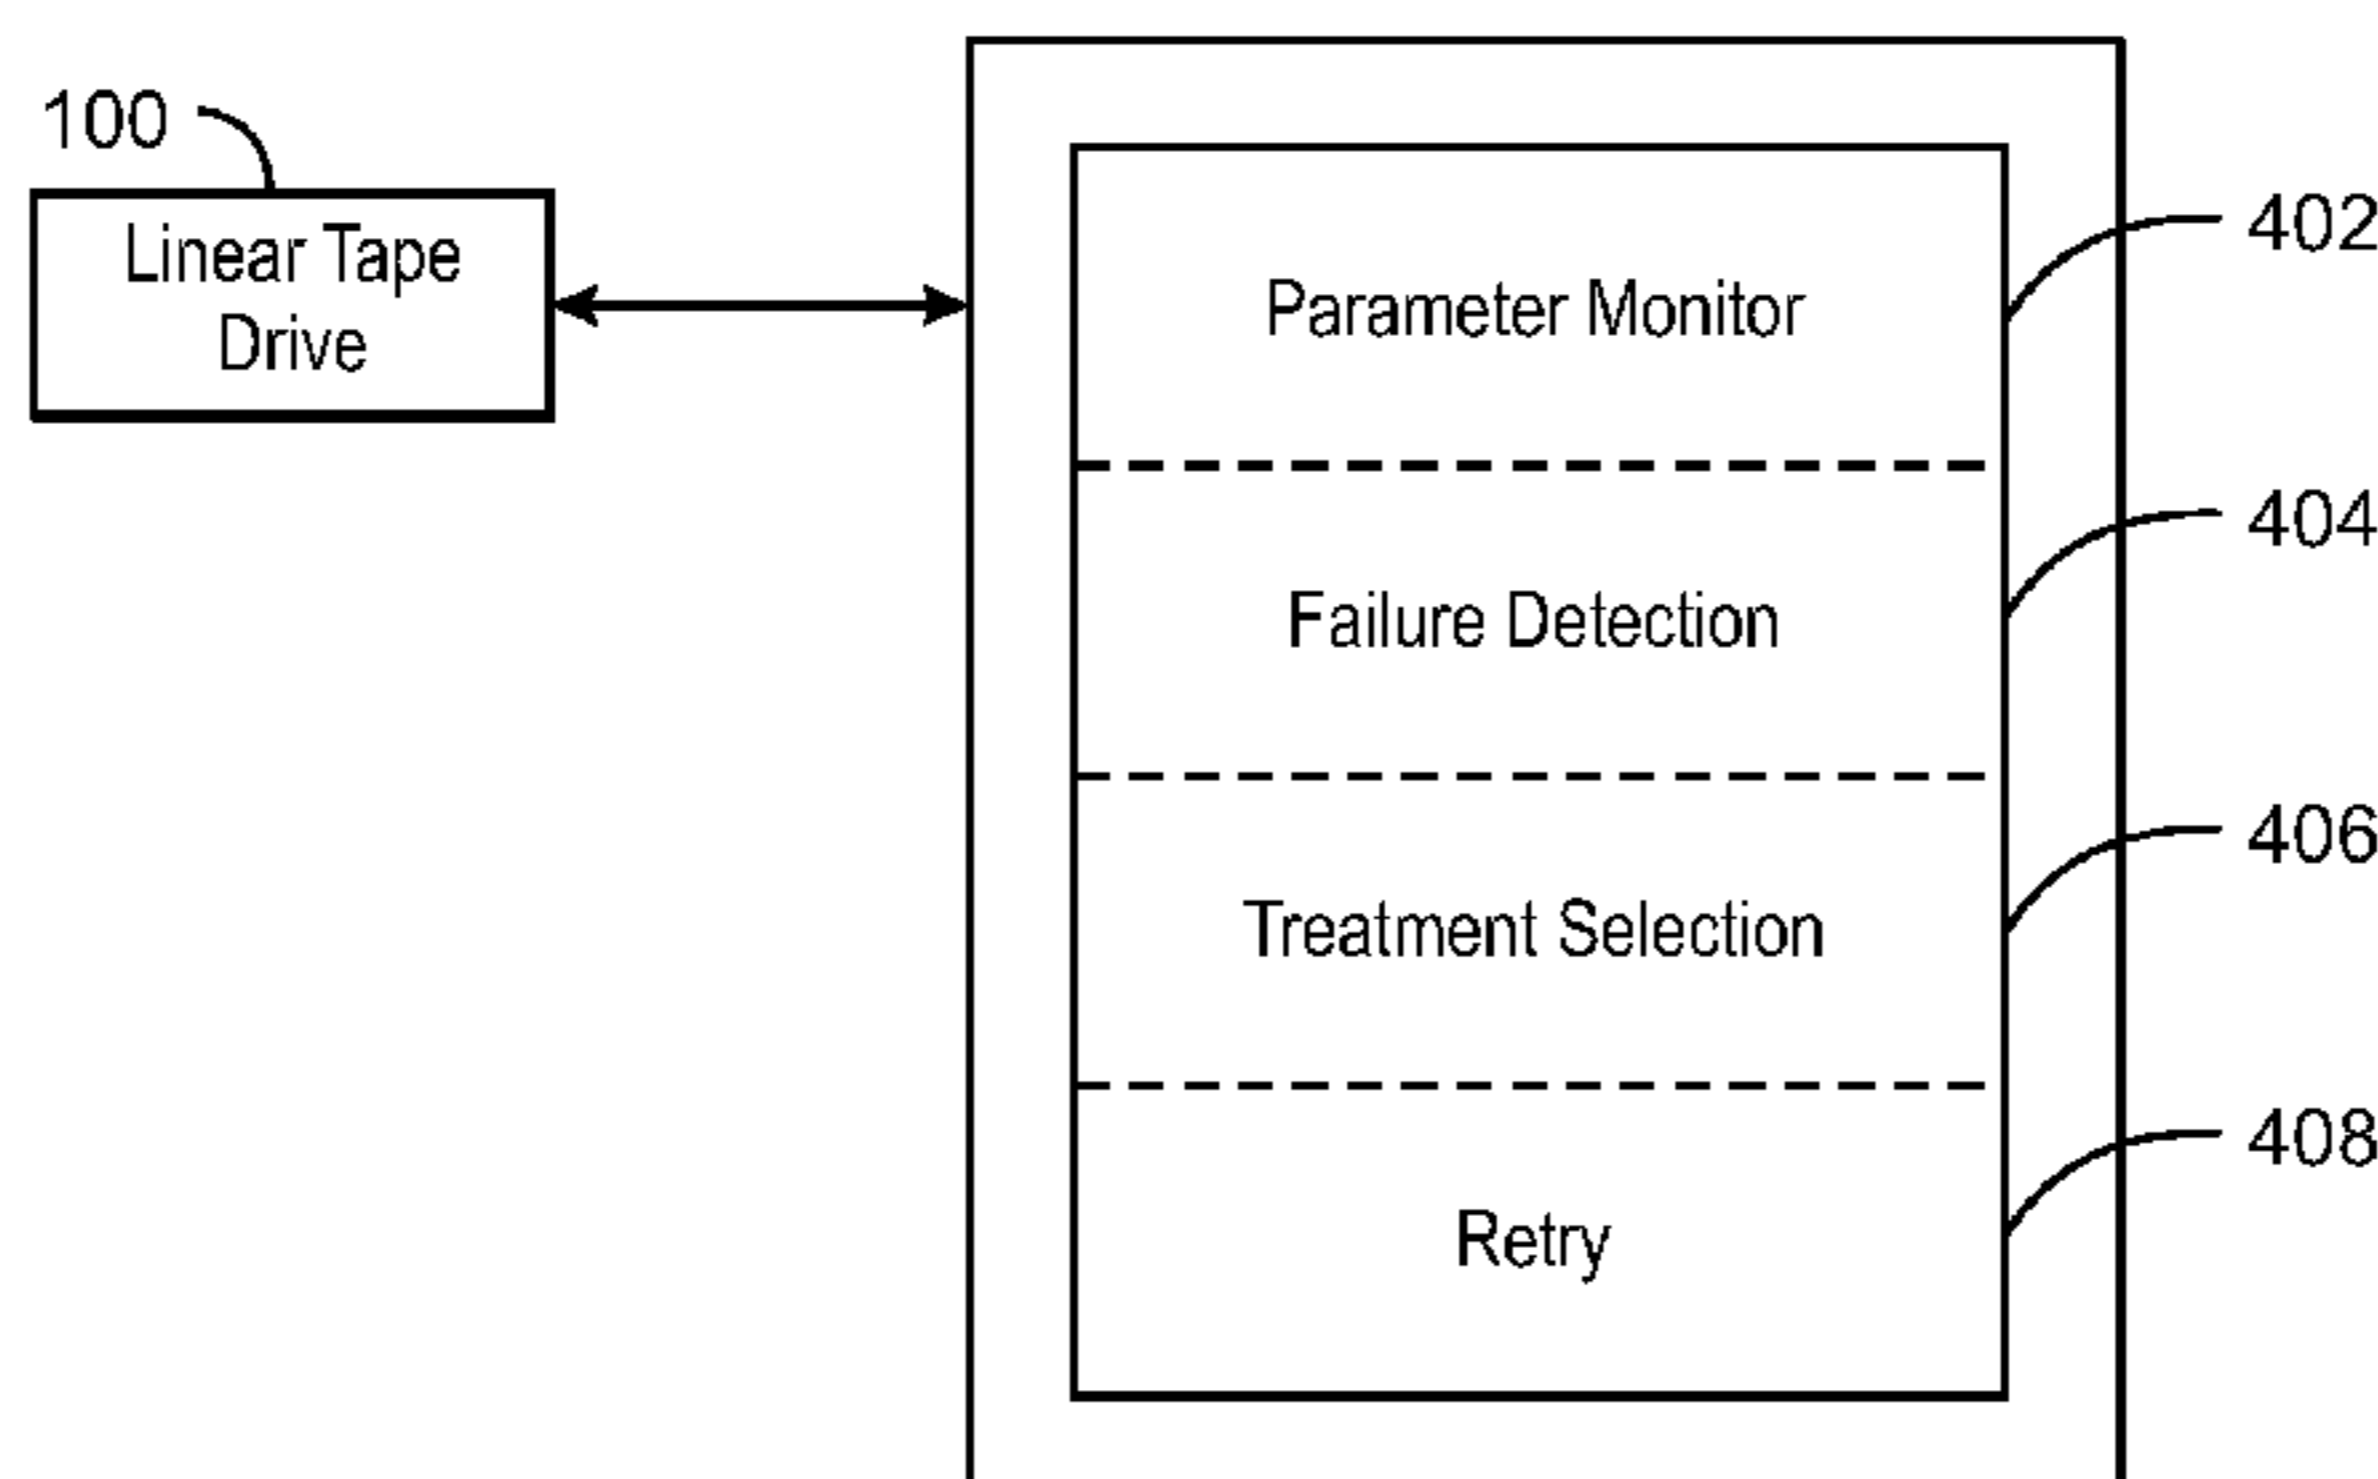 100
Linear Tape
Drive
Parameter Monitor
402
Failure Detection
404
Treatment Selection
406
Retry
408